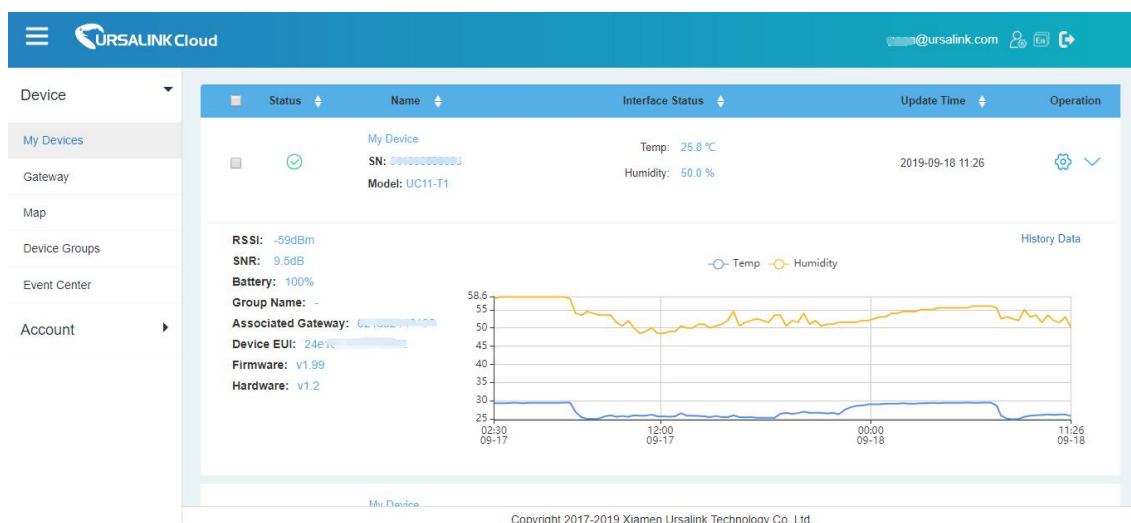 URSALINK Cloud
@ursalink.com En
Device
My Devices
Gateway
Map
Device Groups
Event Center
Account
Status Name Interface Status Update Time Operation
My Device
SN:
Model: UC11-T1
Temp: 25.8 ℃
Humidity: 50.0 %
2019-09-18 11:26
RSSI: -59dBm
SNR: 9.5dB
Battery: 100%
Group Name: -
Associated Gateway:
Device EUI:
Firmware: v1.99
Hardware: v1.2
History Data
Temp Humidity
58.6
55
50
45
40
35
30
25
02:30 12:00 00:00 11:26
09-17 09-17 09-18 09-18
My Device
Copyright 2017-2019 Xiamen Ursalink Technology Co.,Ltd.